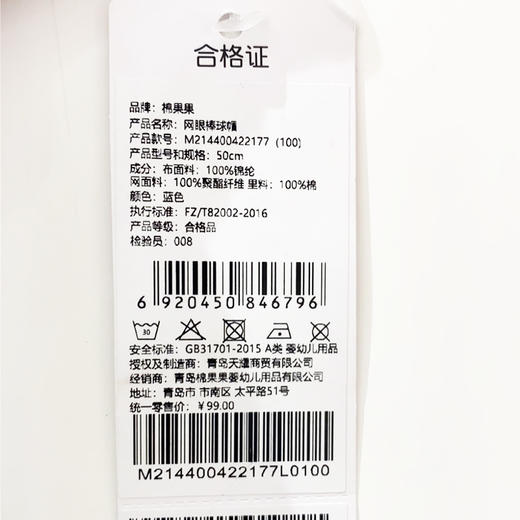 合格证
品牌：棉果果
产品名称：网眼棒球帽
产品款号：M214400422177（100）
产品型号和规格：50cm
成分：布面料：100%锦纶
网面料：100%聚酯纤维 里料：100%棉
颜色：蓝色
执行标准：FZ/T82002-2016
产品等级：合格品
检验员：008
6 920450 846796
30
安全标准：GB31701-2015 A类 婴幼儿用品
授权及制造商：青岛天耀商贸有限公司
经销商：青岛棉果果婴幼儿用品有限公司
地址：青岛市 市南区 太平路51号
统一零售价：￥99.00
M214400422177L0100